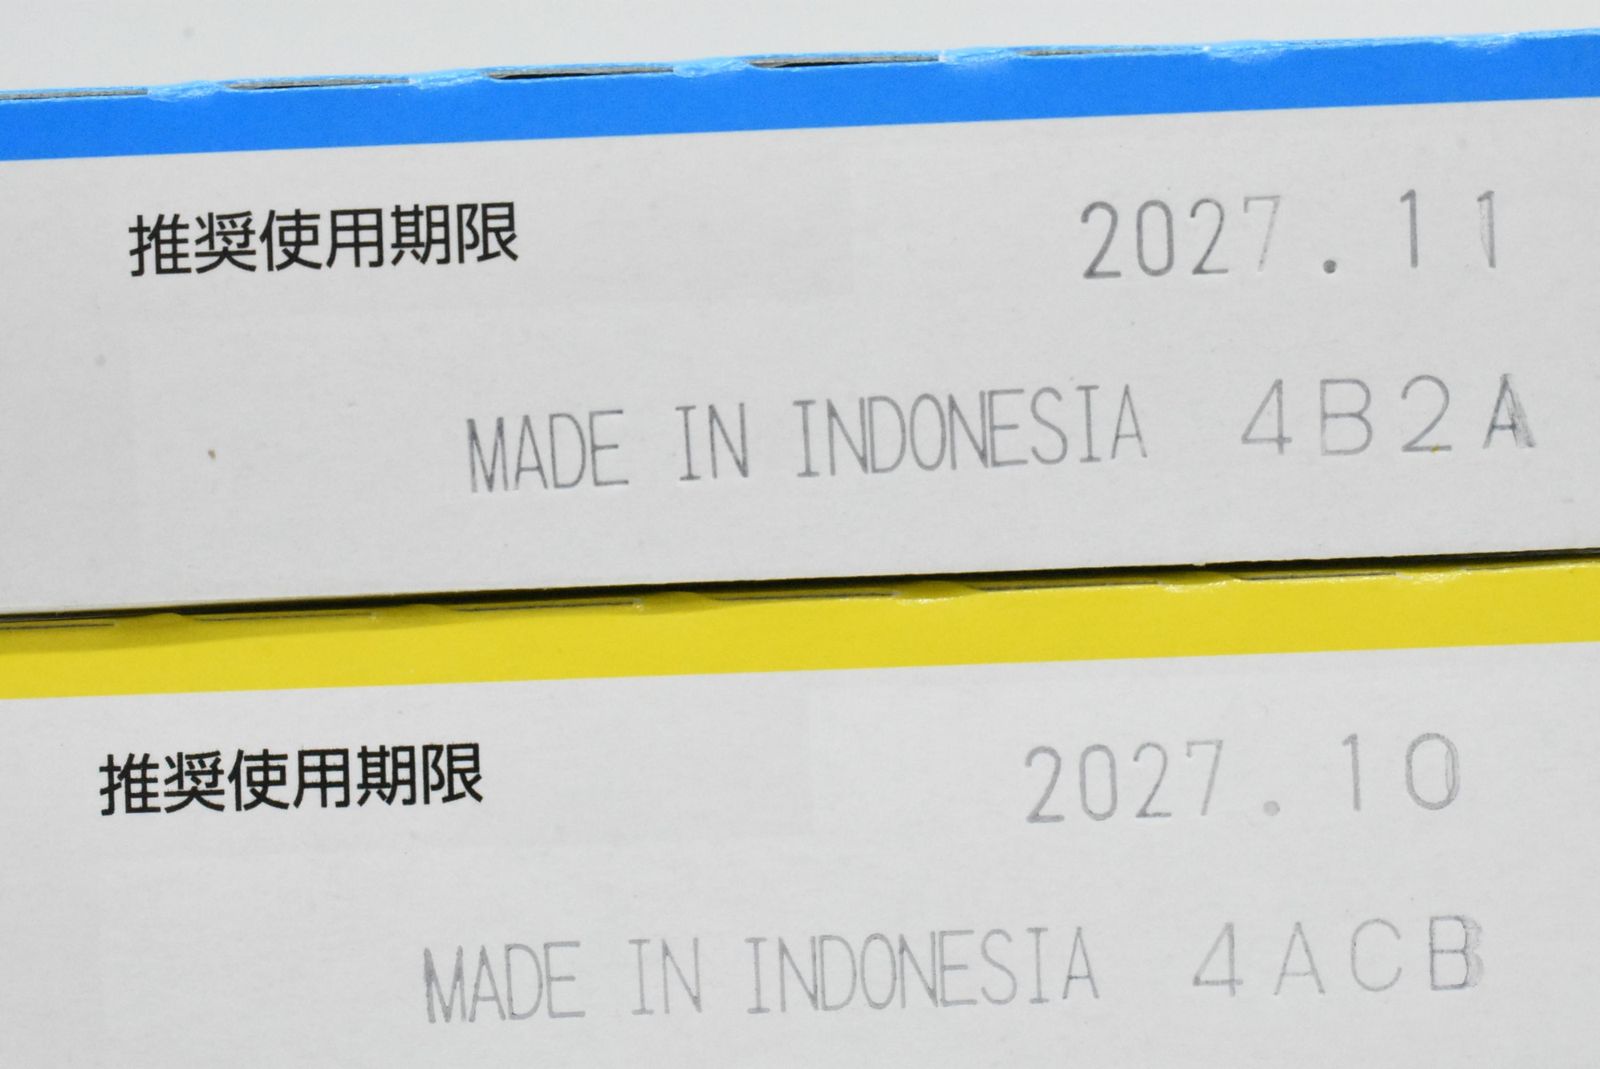 推奨使用期限 2027.11
MADE IN INDONESIA 4B2A
推奨使用期限 2027.10
MADE IN INDONESIA 4ACB